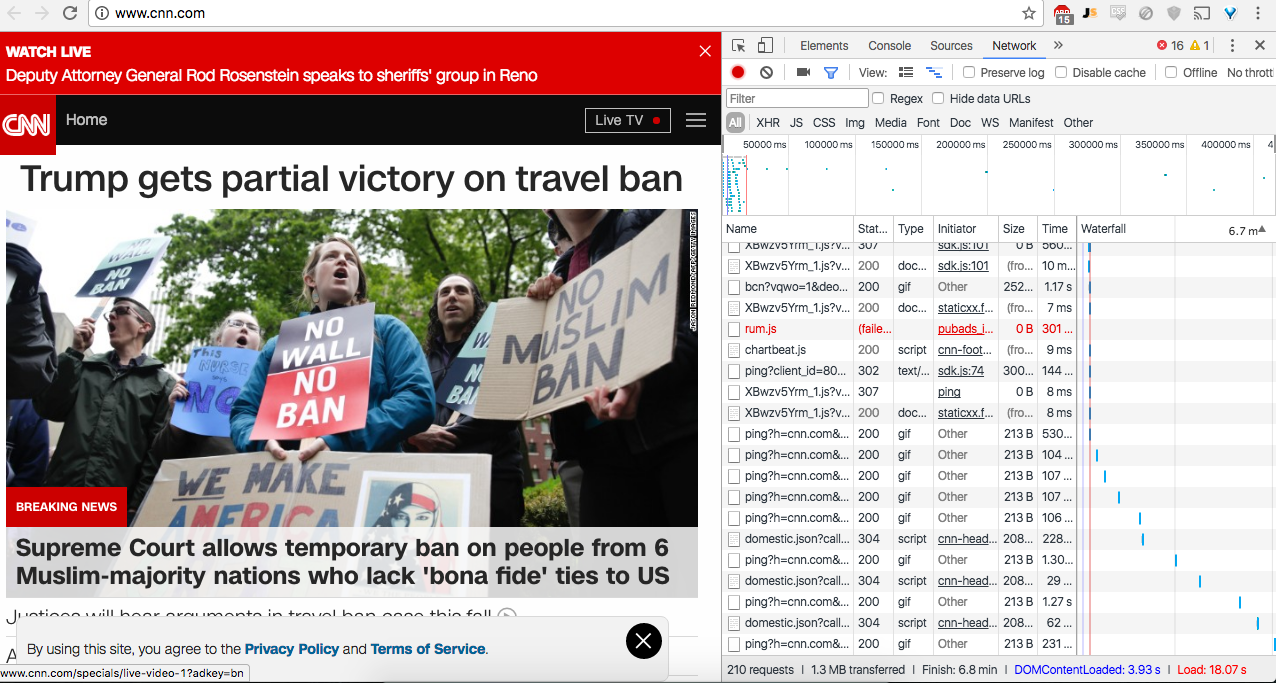 www.cnn.com
15
WATCH LIVE
Deputy Attorney General Rod Rosenstein speaks to sheriffs' group in Reno
CNN
Home
Live TV
Trump gets partial victory on travel ban
NO BAN
This
NURSE
NO
NO
WALL
NO
BAN
NO
MUSLIM
BAN
WE MAKE
AMERICA
BREAKING NEWS
Supreme Court allows temporary ban on people from 6
Muslim-majority nations who lack 'bona fide' ties to US
Justices will hear arguments in travel ban case this fall
By using this site, you agree to the Privacy Policy and Terms of Service.
www.cnn.com/specials/live-video-1?adkey=bn
Elements Console Sources Network 16 1
View: Preserve log Disable cache Offline No thrott
Filter Regex Hide data URLs
All XHR JS CSS Img Media Font Doc WS Manifest Other
50000 ms 100000 ms 150000 ms 200000 ms 250000 ms 300000 ms 350000 ms 400000 ms 4
Name Stat... Type Initiator Size Time Waterfall 6.7 m
XBwzv5Yrm_1.js?v... 307 sdk.js:101 0 B 560...
XBwzv5Yrm_1.js?v... 200 doc... sdk.js:101 (fro... 10 m...
bcn?vqwo=1&deo... 200 gif Other 252... 1.17 s
XBwzv5Yrm_1.js?v... 200 doc... staticxx.f... (fro... 7 ms
rum.js (faile... pubads_i... 0 B 301 ...
chartbeat.js 200 script cnn-foot... (fro... 9 ms
ping?client_id=80... 302 text/... sdk.js:74 300... 144 ...
XBwzv5Yrm_1.js?v... 307 ping 0 B 8 ms
XBwzv5Yrm_1.js?v... 200 doc... staticxx.f... (fro... 8 ms
ping?h=cnn.com&... 200 gif Other 213 B 530...
ping?h=cnn.com&... 200 gif Other 213 B 104 ...
ping?h=cnn.com&... 200 gif Other 213 B 107 ...
ping?h=cnn.com&... 200 gif Other 213 B 107 ...
ping?h=cnn.com&... 200 gif Other 213 B 106 ...
domestic.json?call... 304 script cnn-head... 208... 228...
ping?h=cnn.com&... 200 gif Other 213 B 1.30...
domestic.json?call... 304 script cnn-head... 208... 29 ...
ping?h=cnn.com&... 200 gif Other 213 B 1.27 s
domestic.json?call... 304 script cnn-head... 208... 62 ...
ping?h=cnn.com&... 200 gif Other 213 B 231 ...
210 requests | 1.3 MB transferred | Finish: 6.8 min | DOMContentLoaded: 3.93 s | Load: 18.07 s